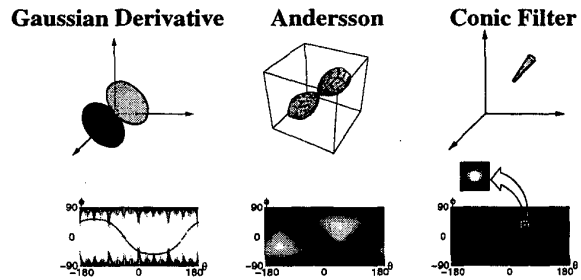 Gaussian Derivative Andersson Conic Filter
90 ϕ 90 ϕ 90 ϕ
0 0 0
-90 -90 -90
-180 0 180 θ -180 0 180 θ -180 0 180 θ